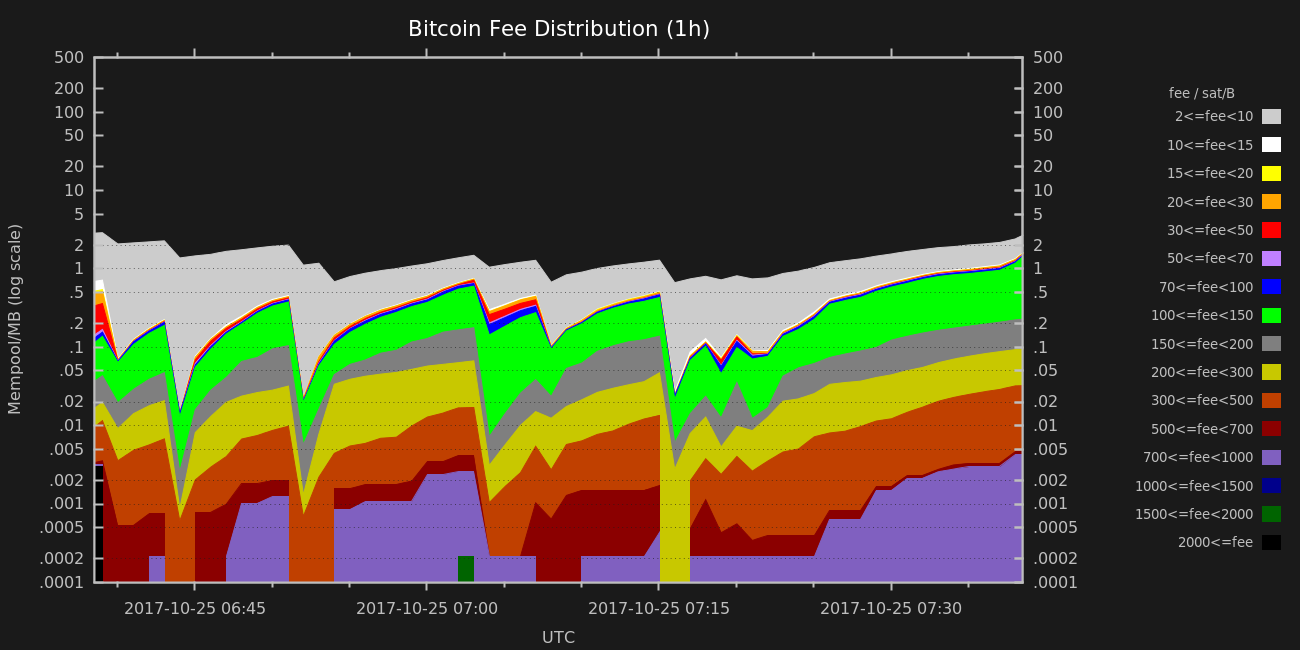 Bitcoin Fee Distribution (1h)
Mempool/MB (log scale)
500
200
100
50
20
10
5
2
1
.5
.2
.1
.05
.02
.01
.005
.002
.001
.0005
.0002
.0001
500
200
100
50
20
10
5
2
1
.5
.2
.1
.05
.02
.01
.005
.002
.001
.0005
.0002
.0001
2017-10-25 06:45
2017-10-25 07:00
2017-10-25 07:15
2017-10-25 07:30
UTC
fee / sat/B
2<=fee<10
10<=fee<15
15<=fee<20
20<=fee<30
30<=fee<50
50<=fee<70
70<=fee<100
100<=fee<150
150<=fee<200
200<=fee<300
300<=fee<500
500<=fee<700
700<=fee<1000
1000<=fee<1500
1500<=fee<2000
2000<=fee